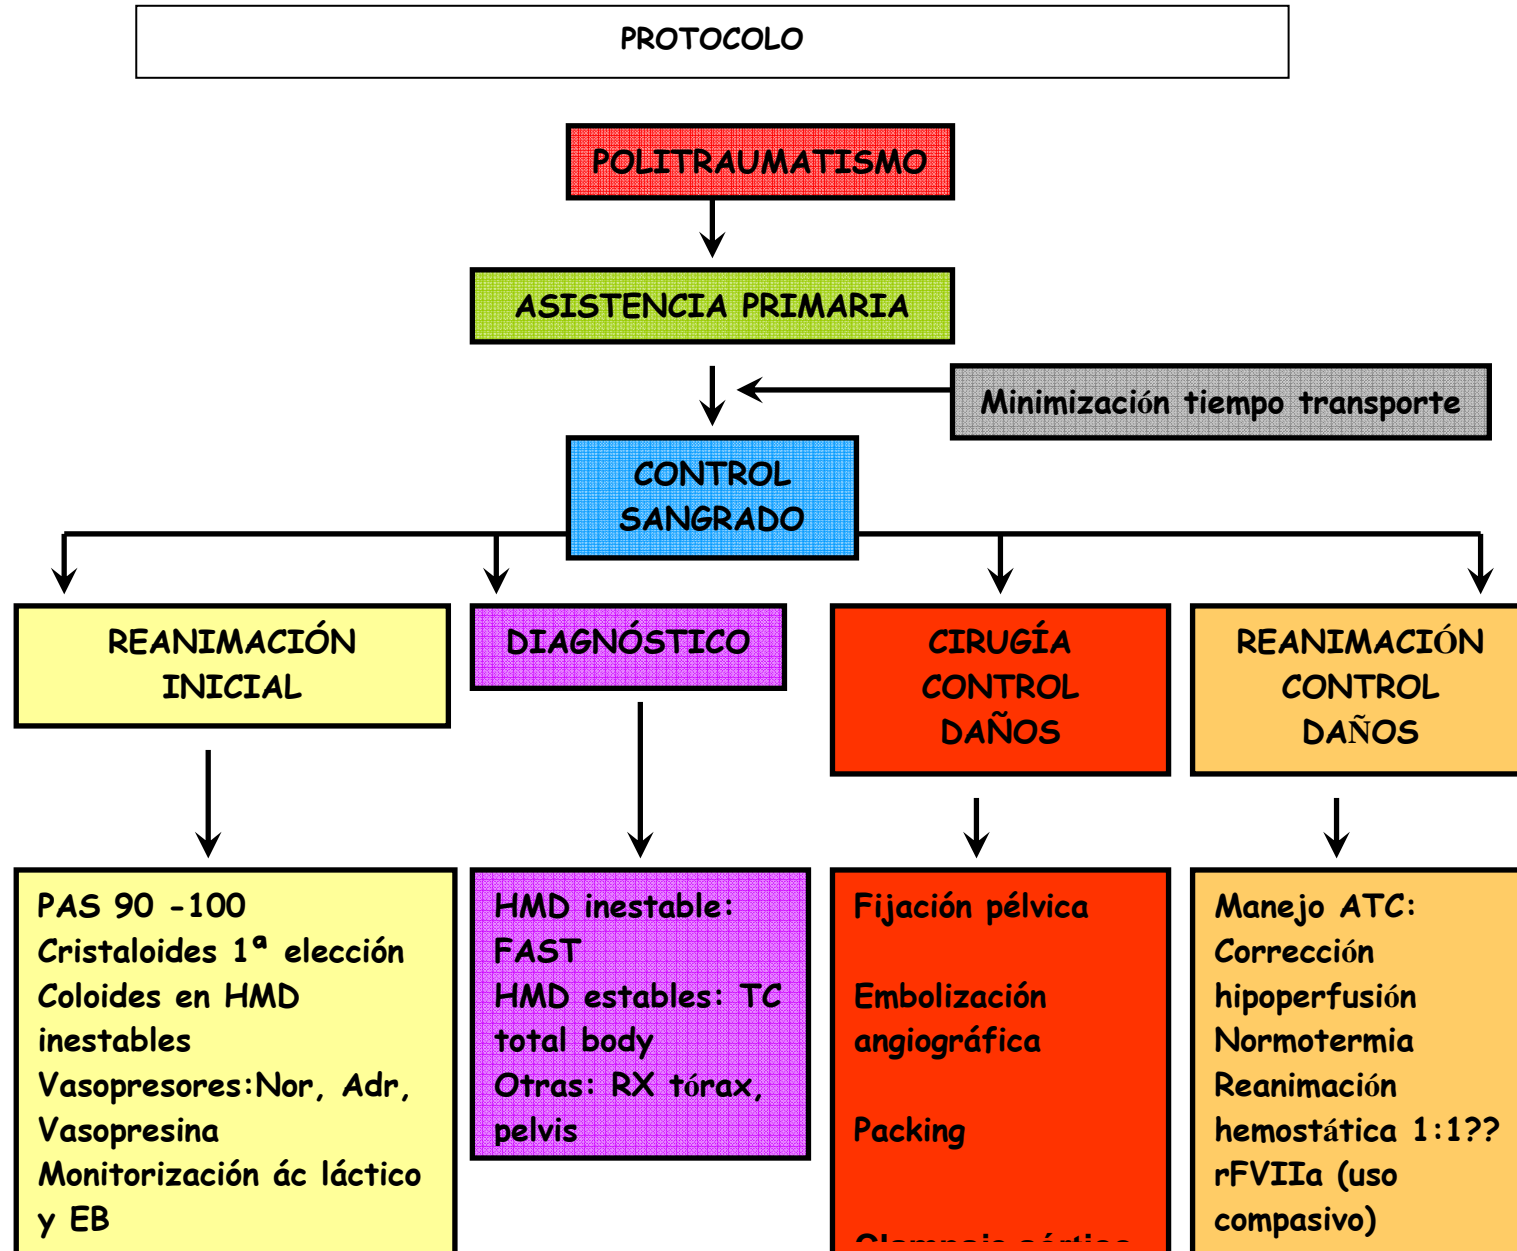 PROTOCOLO
POLITRAUMATISMO
ASISTENCIA PRIMARIA
Minimización tiempo transporte
CONTROL
SANGRADO
REANIMACIÓN
INICIAL
DIAGNÓSTICO
CIRUGÍA
CONTROL
DAÑOS
REANIMACIÓN
CONTROL
DAÑOS
PAS 90 -100
Cristaloides 1ª elección
Coloides en HMD
inestables
Vasopresores:Nor, Adr,
Vasopresina
Monitorización ác láctico
y EB
HMD inestable:
FAST
HMD estables: TC
total body
Otras: RX tórax,
pelvis
Fijación pélvica
Embolización
angiográfica
Packing
Manejo ATC:
Corrección
hipoperfusión
Normotermia
Reanimación
hemostática 1:1??
rFVIIa (uso
compasivo)